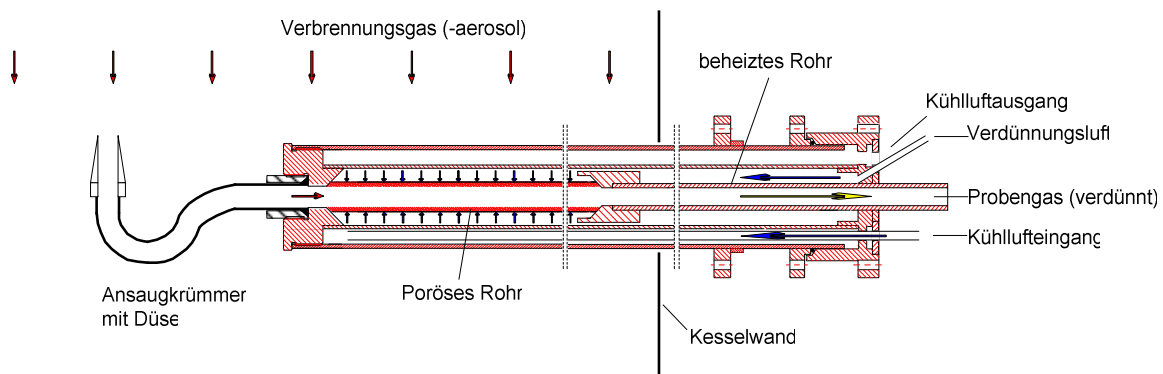 Verbrennungsgas (-aerosol)
beheiztes Rohr
Kühlluftausgang
Verdünnungsluft
Probengas (verdünnt)
Kühllufteingang
Ansaugkrümmer
mit Düse
Poröses Rohr
Kesselwand